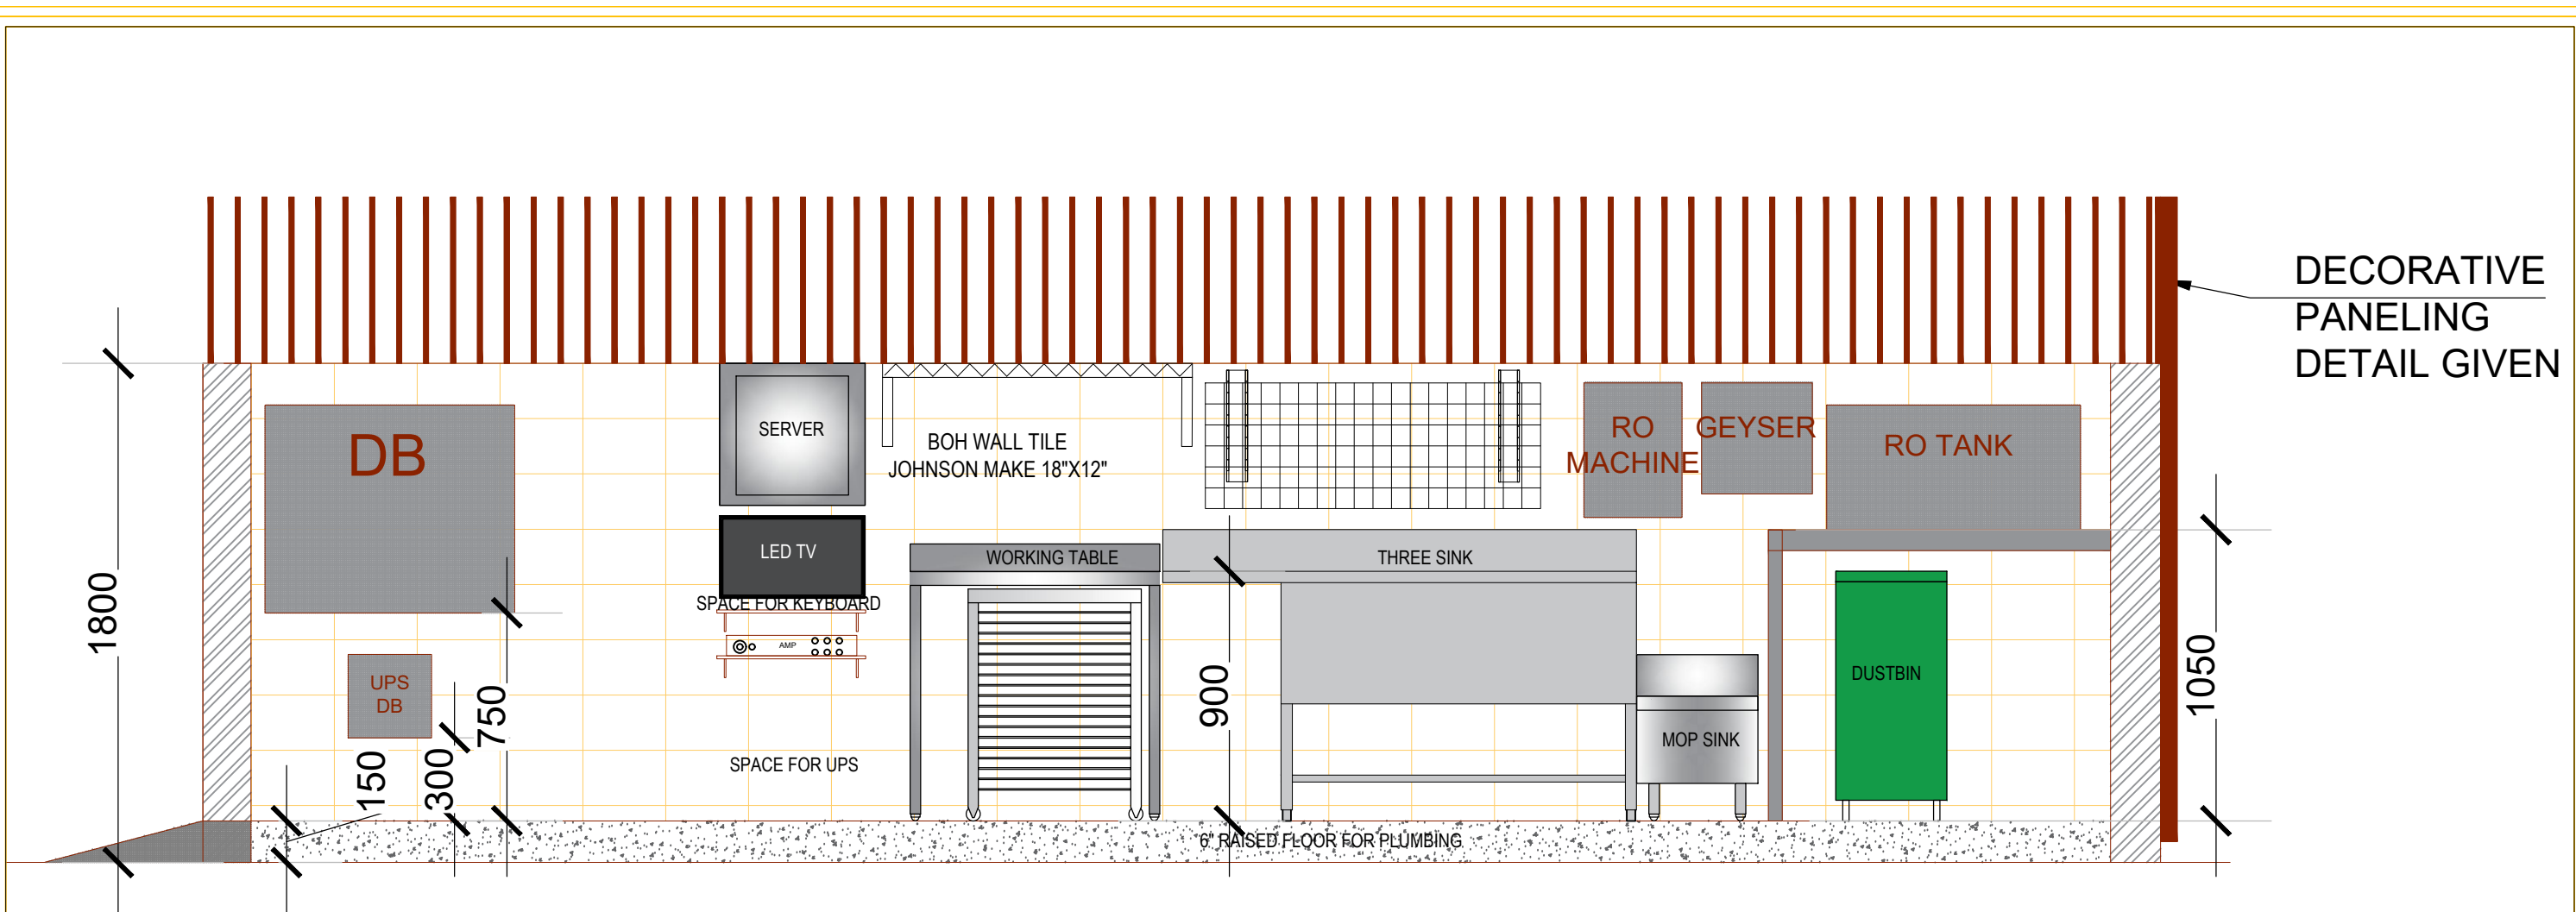 DECORATIVE
PANELING
DETAIL GIVEN
DB
SERVER
BOH WALL TILE
JOHNSON MAKE 18"X12"
RO
MACHINE
GEYSER
RO TANK
LED TV
WORKING TABLE
THREE SINK
SPACE FOR KEYBOARD
AMP
1800
UPS
DB
DUSTBIN
900
1050
750
MOP SINK
150
300
SPACE FOR UPS
6" RAISED FLOOR FOR PLUMBING